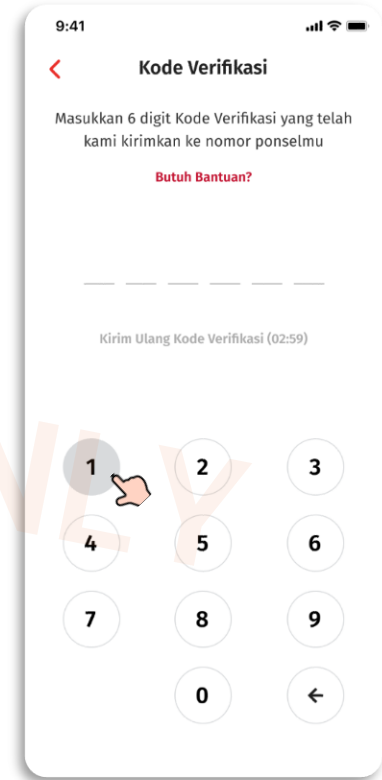 9:41
Kode Verifikasi
Masukkan 6 digit Kode Verifikasi yang telah
kami kirimkan ke nomor ponselmu
Butuh Bantuan?
Kirim Ulang Kode Verifikasi (02:59)
1 2 3
NLY
4 5 6
7 8 9
0